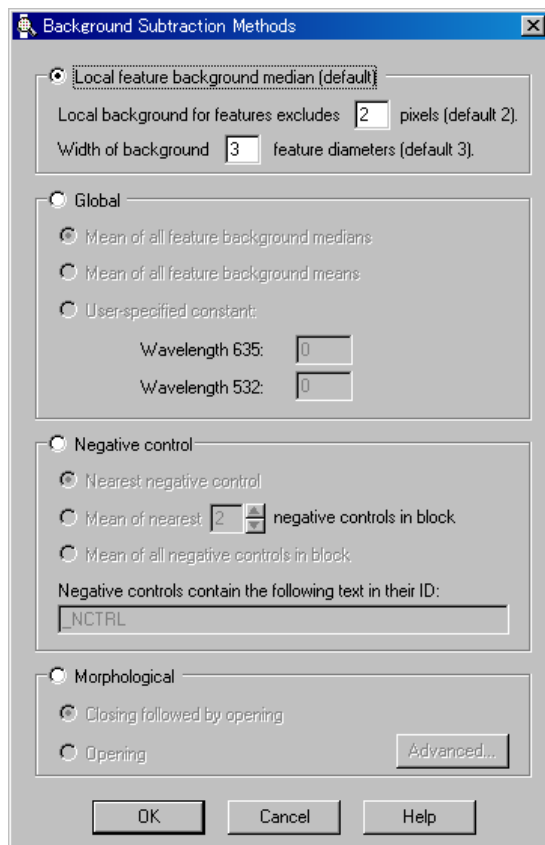 Background Subtraction Methods
Local feature background median (default)
Local background for features excludes 2 pixels (default 2).
Width of background 3 feature diameters (default 3).
Global
Mean of all feature background medians
Mean of all feature background means
User-specified constant:
Wavelength 635: 0
Wavelength 532: 0
Negative control
Nearest negative control
Mean of nearest 2 negative controls in block
Mean of all negative controls in block
Negative controls contain the following text in their ID:
_NCTRL
Morphological
Closing followed by opening
Opening
Advanced...
OK Cancel Help